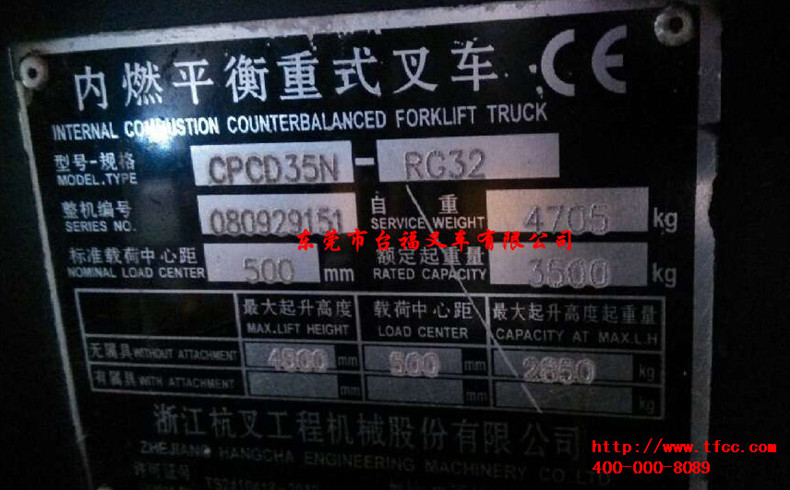 内燃平衡重式叉车 CE
INTERNAL COMBUSTION COUNTERBALANCED FORKLIFT TRUCK
型号-规格 MODEL.TYPE CPCD35N - RG32
整机编号 SERIES NO. 080929151 自重 SERVICE WEIGHT 4705 kg
东莞市台福叉车有限公司
标准载荷中心距 NOMINAL LOAD CENTER 500 mm 额定起重量 RATED CAPACITY 3500 kg
最大起升高度 载荷中心距 最大起升高度起重量
MAX.LIFT HEIGHT LOAD CENTER CAPACITY AT MAX.L.H
无属具 WITHOUT ATTACHMENT 4800 mm 500 mm 2650 kg
有属具 WITH ATTACHMENT mm mm kg
浙江杭叉工程机械股份有限公司
ZHEJIANG HANGCHA ENGINEERING MACHINERY CO.LTD
http://www.tfcc.com
400-000-8089
许可证号